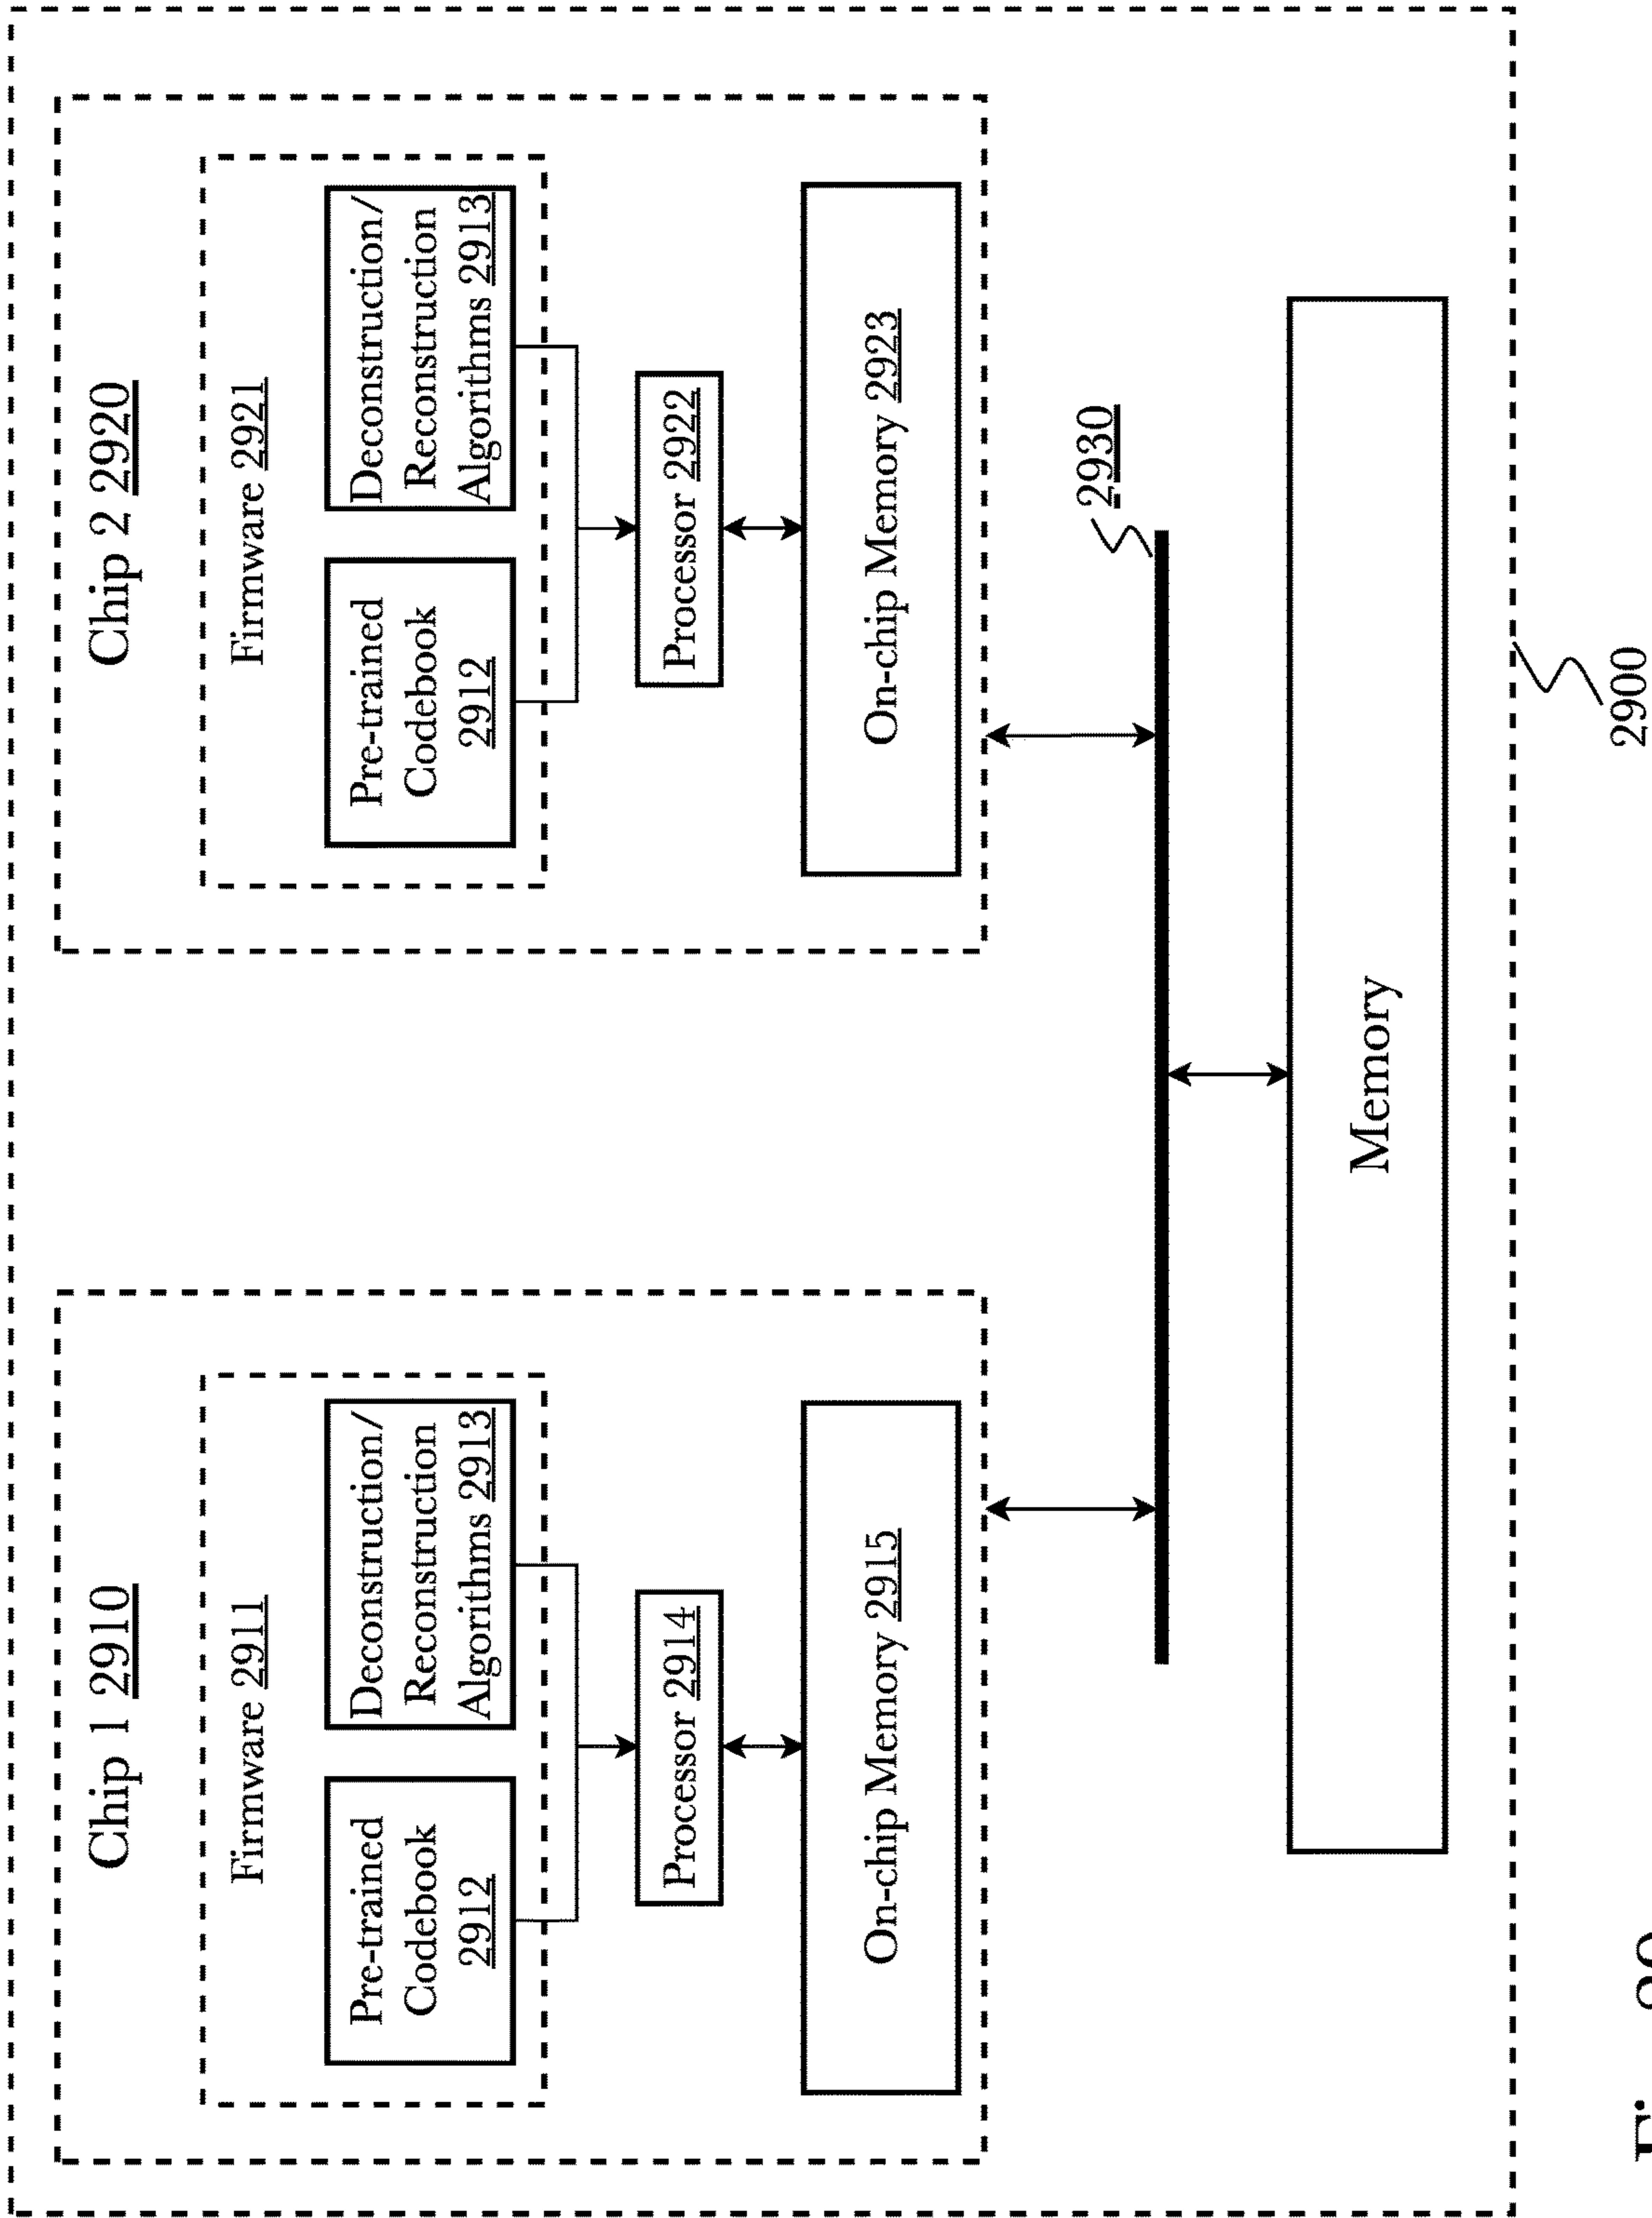 Chip 1 2910
Firmware 2911
Pre-trained
Codebook
2912
Deconstruction/
Reconstruction
Algorithms 2913
Processor 2914
On-chip Memory 2915
Chip 2 2920
Firmware 2921
Pre-trained
Codebook
2912
Deconstruction/
Reconstruction
Algorithms 2913
Processor 2922
On-chip Memory 2923
2930
Memory
2900